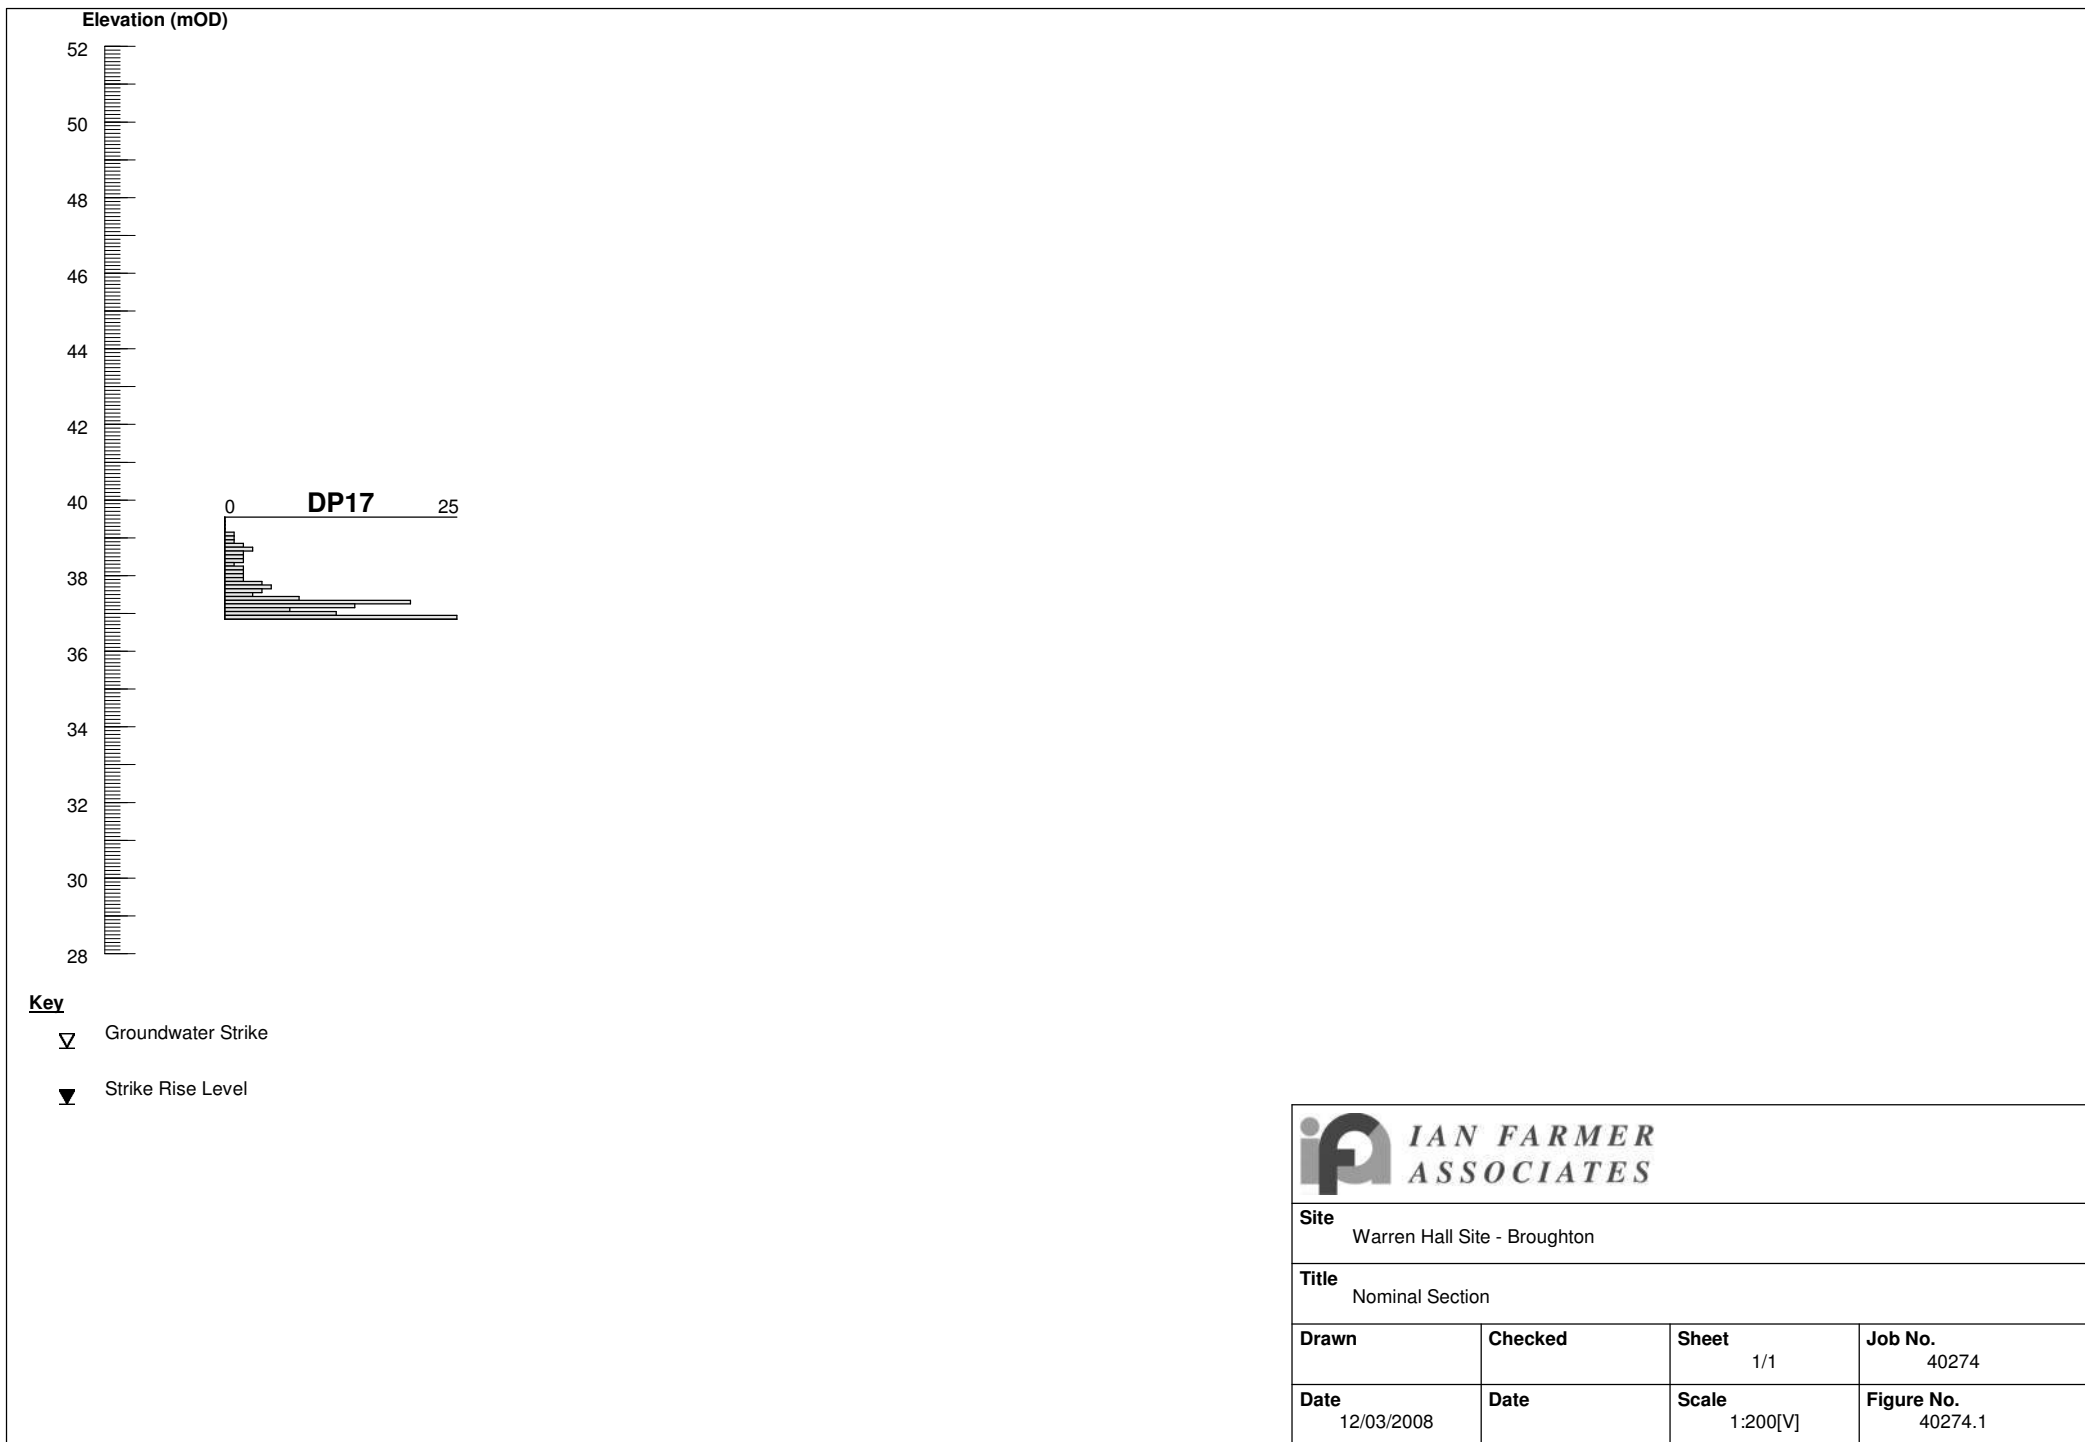 Elevation (mOD)
52
50
48
46
44
42
40
38
36
34
32
30
28
0 DP17 25
Key
Groundwater Strike
Strike Rise Level
ifa IAN FARMER
ASSOCIATES
Site
Warren Hall Site - Broughton
Title
Nominal Section
Drawn Checked Sheet Job No.
1/1 40274
Date Date Scale Figure No.
12/03/2008 1:200[V] 40274.1